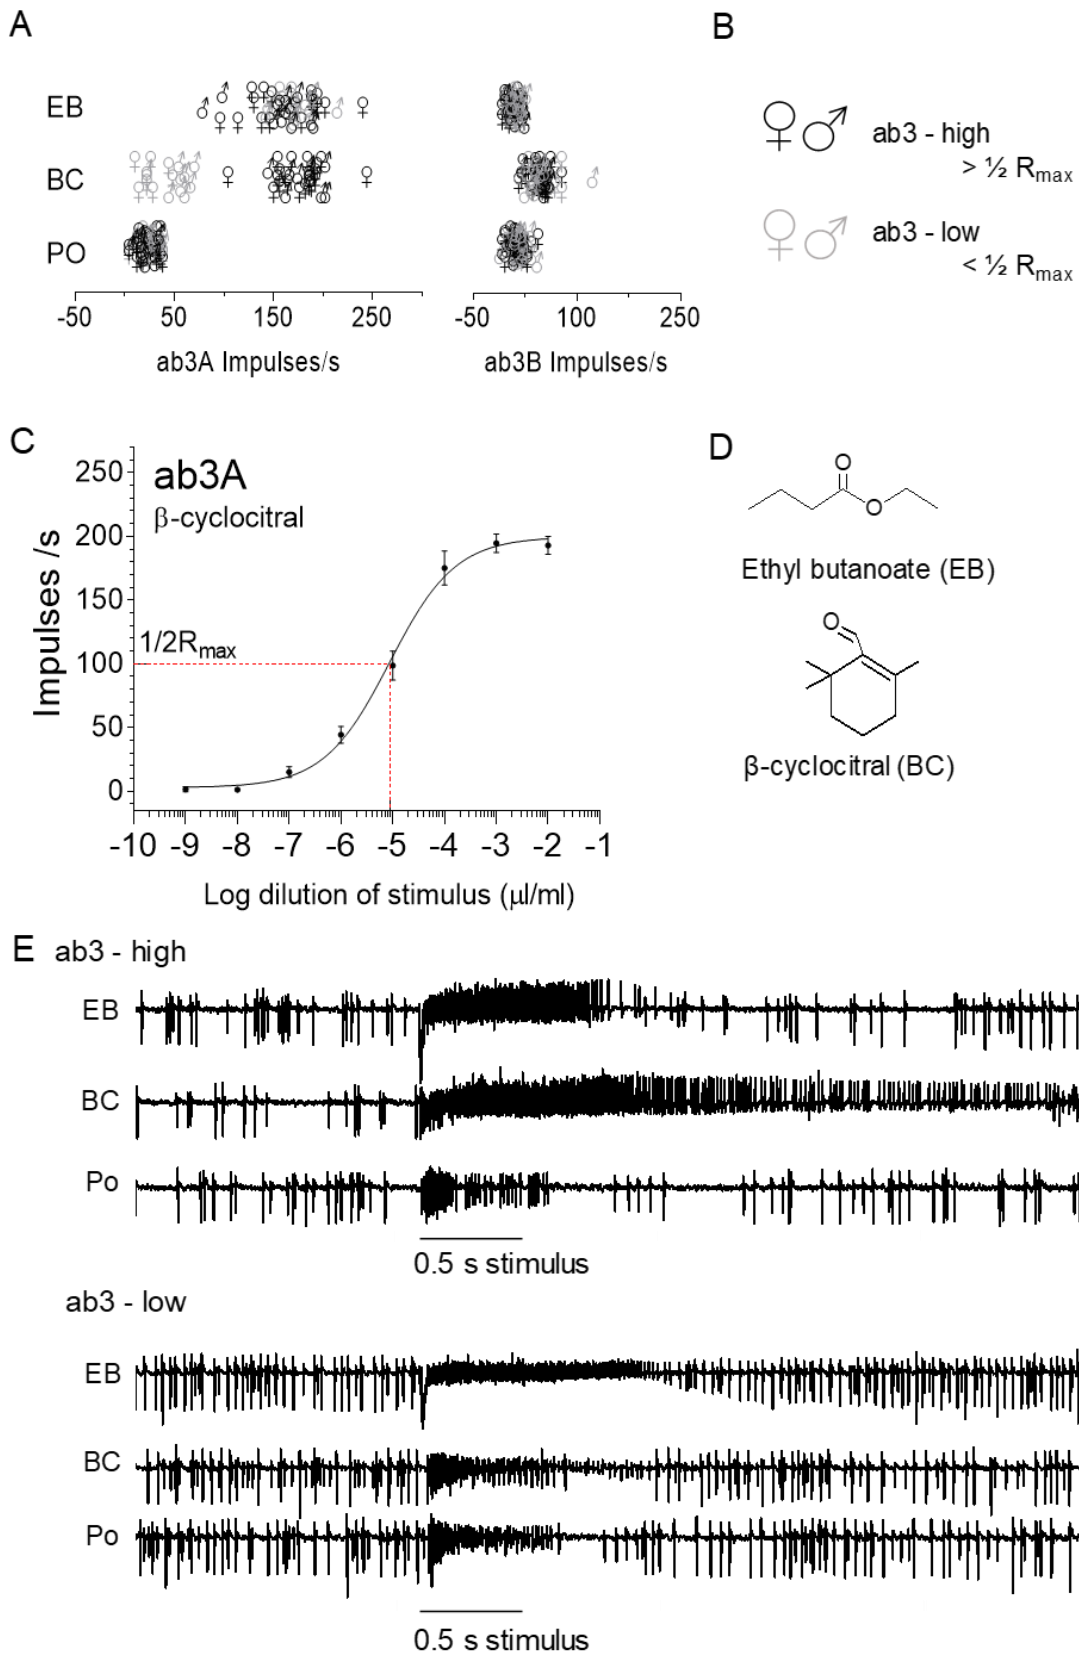 A
EB
BC
PO
-50 50 150 250
ab3A Impulses/s
-50 100 250
ab3B Impulses/s
B
♀♂ ab3 - high
> ½ Rmax
♀♂ ab3 - low
< ½ Rmax
C
ab3A
β-cyclocitral
250
200
150
100
50
0
Impulses /s
1/2Rmax
-10 -9 -8 -7 -6 -5 -4 -3 -2 -1
Log dilution of stimulus (μl/ml)
D
O
O
Ethyl butanoate (EB)
O
β-cyclocitral (BC)
E
ab3 - high
EB
BC
Po
0.5 s stimulus
ab3 - low
EB
BC
Po
0.5 s stimulus